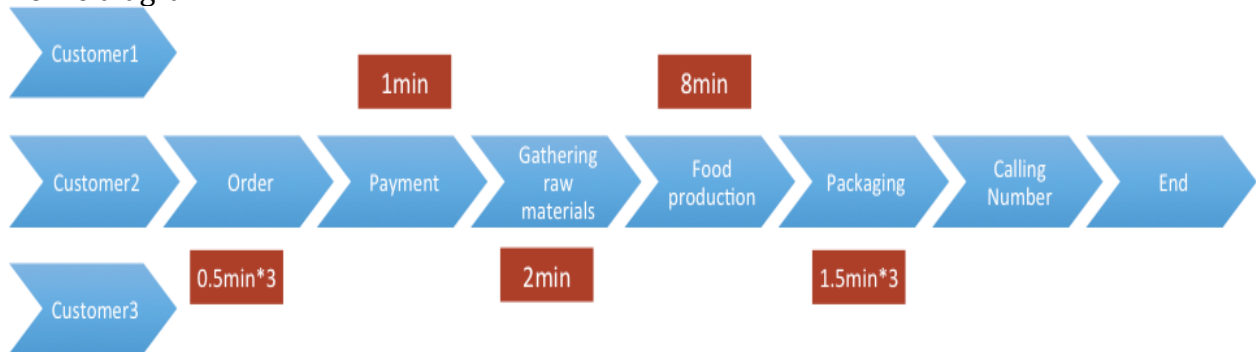 Customer1
1min
8min
Customer2
Order
Payment
Gathering
raw
materials
Food
production
Packaging
Calling
Number
End
0.5min*3
2min
1.5min*3
Customer3